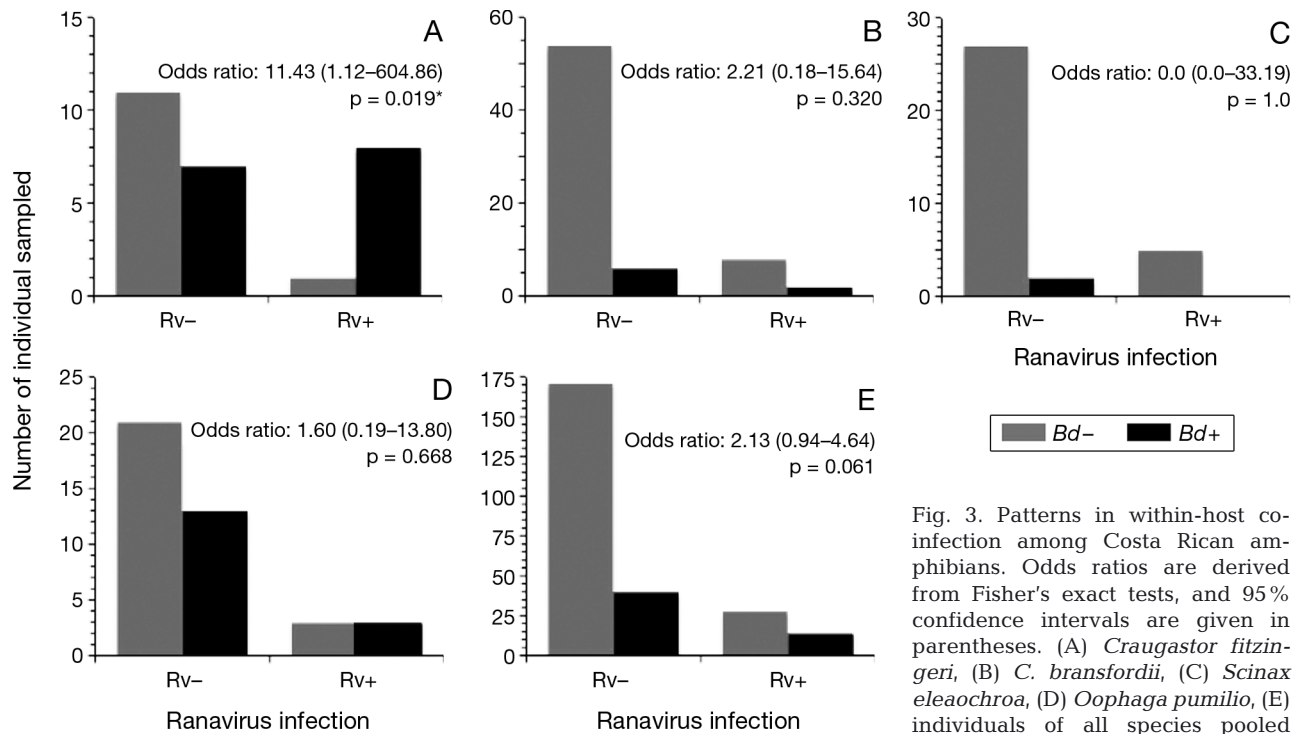 Number of individual sampled
A
Odds ratio: 11.43 (1.12–604.86)
p = 0.019*
15
10
5
0
Rv–
Rv+
B
Odds ratio: 2.21 (0.18–15.64)
p = 0.320
60
40
20
0
Rv–
Rv+
C
Odds ratio: 0.0 (0.0–33.19)
p = 1.0
30
20
10
0
Rv–
Rv+
Ranavirus infection
D
Odds ratio: 1.60 (0.19–13.80)
p = 0.668
25
20
15
10
5
0
Rv–
Rv+
Ranavirus infection
E
Odds ratio: 2.13 (0.94–4.64)
p = 0.061
175
150
125
100
75
50
25
0
Rv–
Rv+
Ranavirus infection
Bd– Bd+
Fig. 3. Patterns in within-host co-
infection among Costa Rican am-
phibians. Odds ratios are derived
from Fisher's exact tests, and 95%
confidence intervals are given in
parentheses. (A) Craugastor fitzin-
geri, (B) C. bransfordii, (C) Scinax
eleaochroa, (D) Oophaga pumilio, (E)
individuals of all species pooled